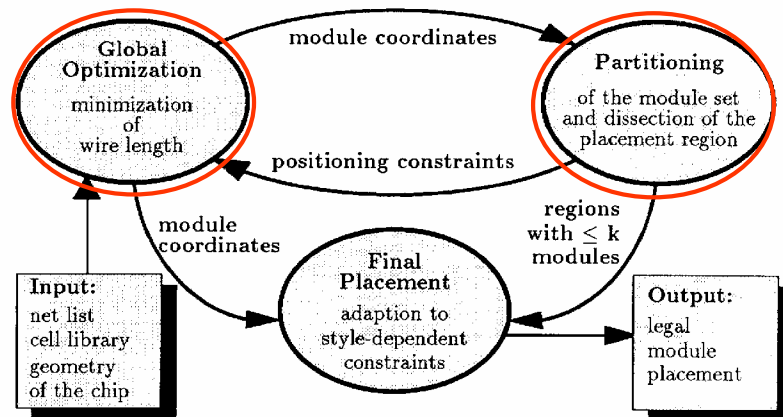 Global
Optimization
minimization
of
wire length
module coordinates
Partitioning
of the module set
and dissection of the
placement region
positioning constraints
module
coordinates
regions
with ≤ k
modules
Input:
net list
cell library
geometry
of the chip
Final
Placement
adaption to
style-dependent
constraints
Output:
legal
module
placement